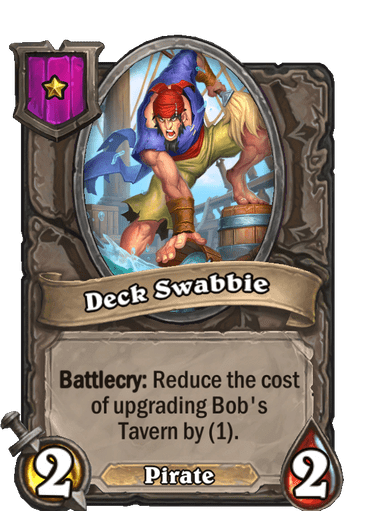 Deck Swabbie
Battlecry: Reduce the cost
of upgrading Bob's
Tavern by (1).
2
Pirate
2